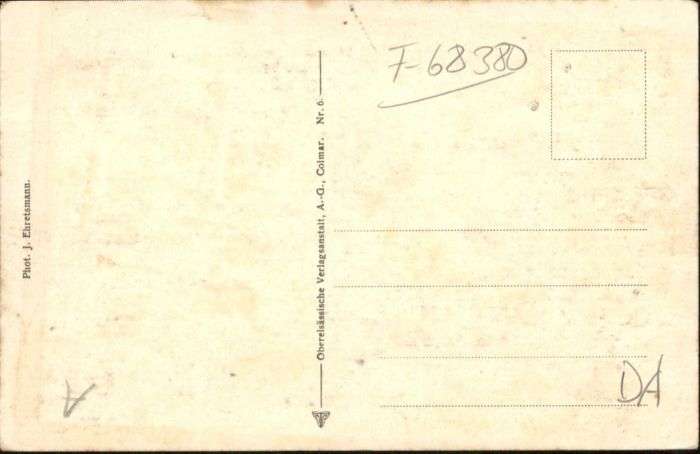 Phot. J. Ehretsmann.
Oberelsässische Verlagsanstalt, A.-G., Colmar. Nr. 6.
F-68380
A
DA